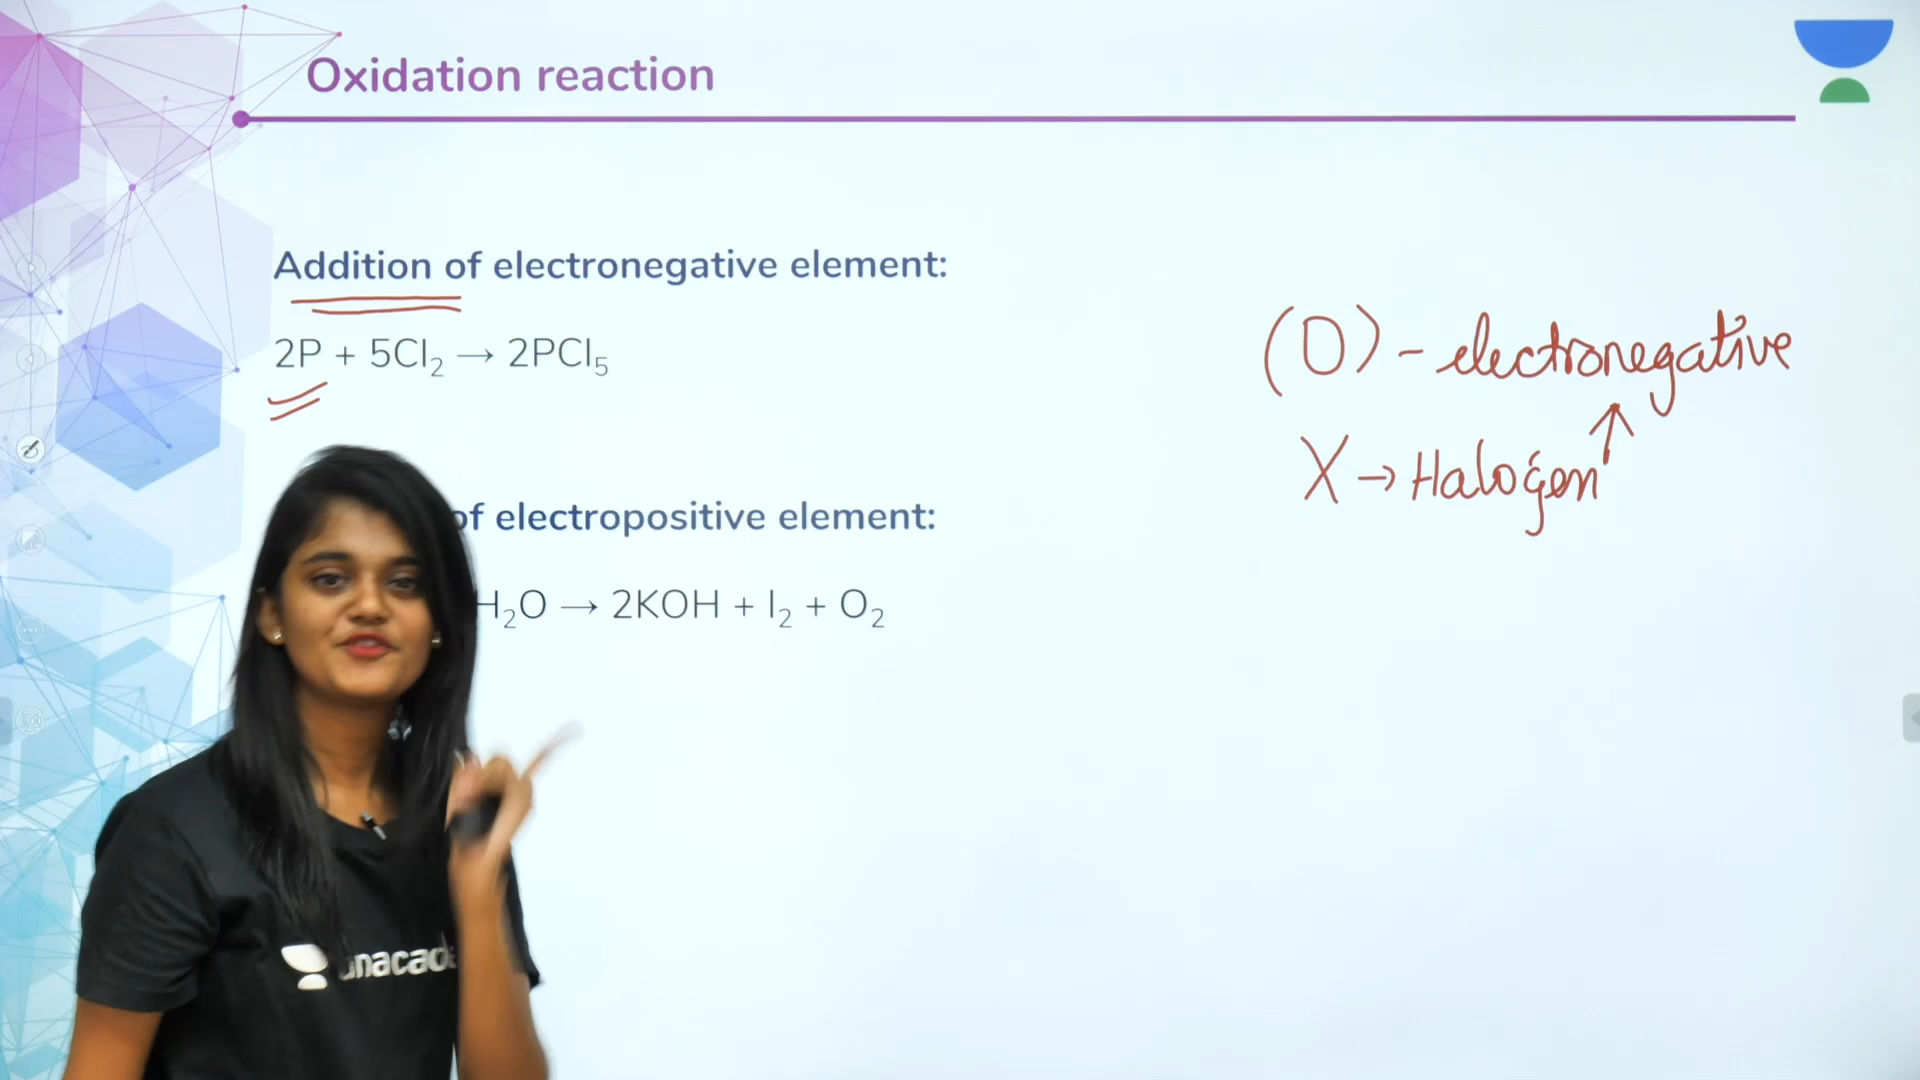 Oxidation reaction
Addition of electronegative element:
2P + 5Cl₂ → 2PCl₅
(O) - electronegative
X → Halogen
of electropositive element:
H₂O → 2KOH + I₂ + O₂
unacad